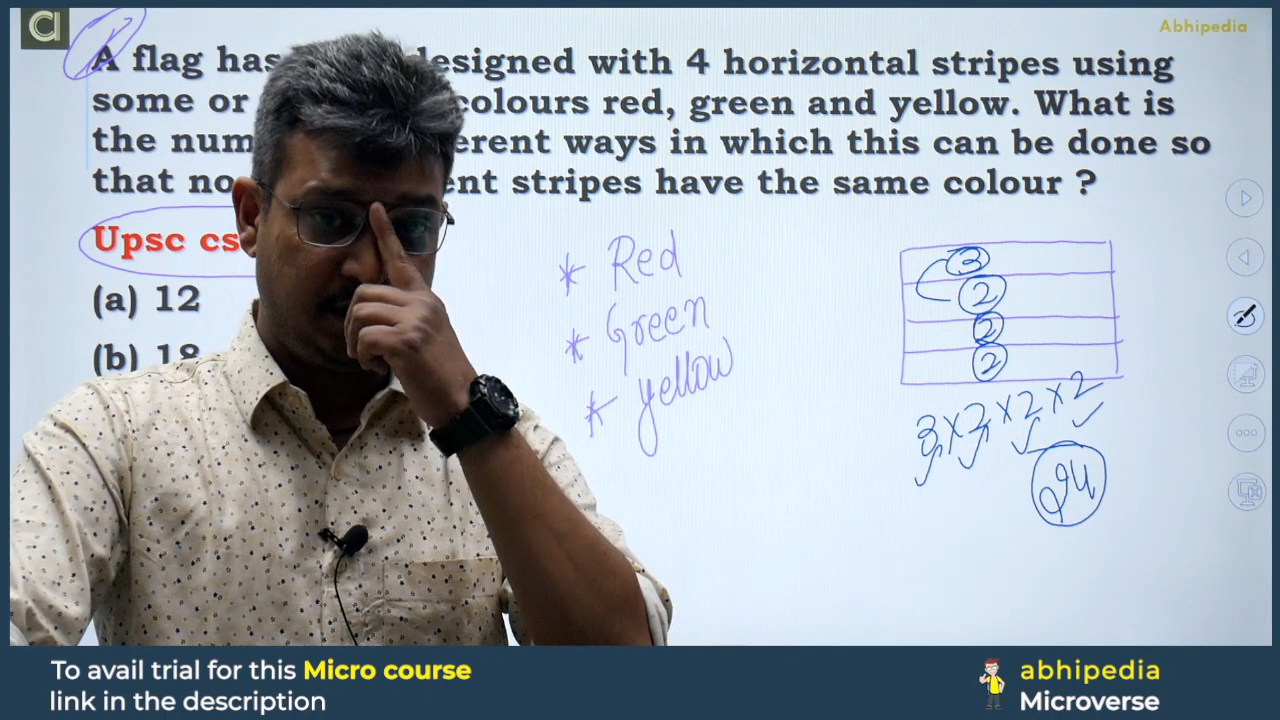 Abhipedia
A flag has esigned with 4 horizontal stripes using
some or colours red, green and yellow. What is
the num erent ways in which this can be done so
that no ent stripes have the same colour ?
Upsc cs
(a) 12
(b) 18
* Red
* Green
* yellow
3
2
2
2
3 x 2 x 2 x 2
24
To avail trial for this Micro course
link in the description
abhipedia
Microverse